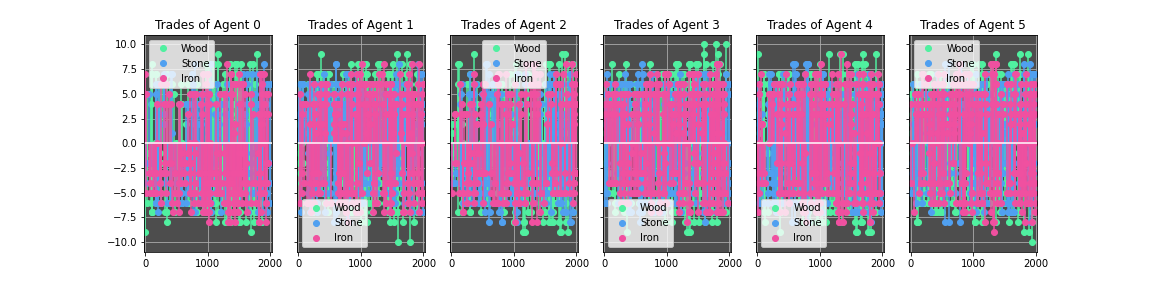 Trades of Agent 0
Trades of Agent 1
Trades of Agent 2
Trades of Agent 3
Trades of Agent 4
Trades of Agent 5
10.0
7.5
5.0
2.5
0.0
−2.5
−5.0
−7.5
−10.0
Wood
Stone
Iron
Wood
Stone
Iron
Wood
Stone
Iron
Wood
Stone
Iron
Wood
Stone
Iron
Wood
Stone
Iron
0 1000 2000
0 1000 2000
0 1000 2000
0 1000 2000
0 1000 2000
0 1000 2000